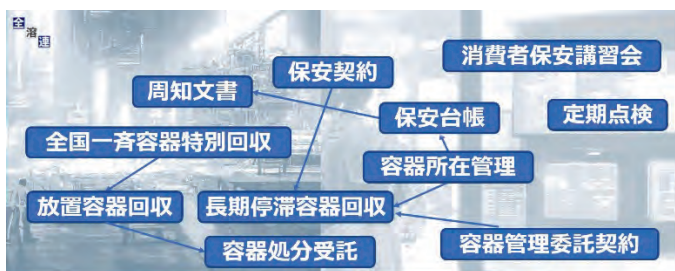 全溶連
消費者保安講習会
保安契約
周知文書
保安台帳
定期点検
全国一斉容器特別回収
容器所在管理
放置容器回収
長期停滞容器回収
容器処分受託
容器管理委託契約